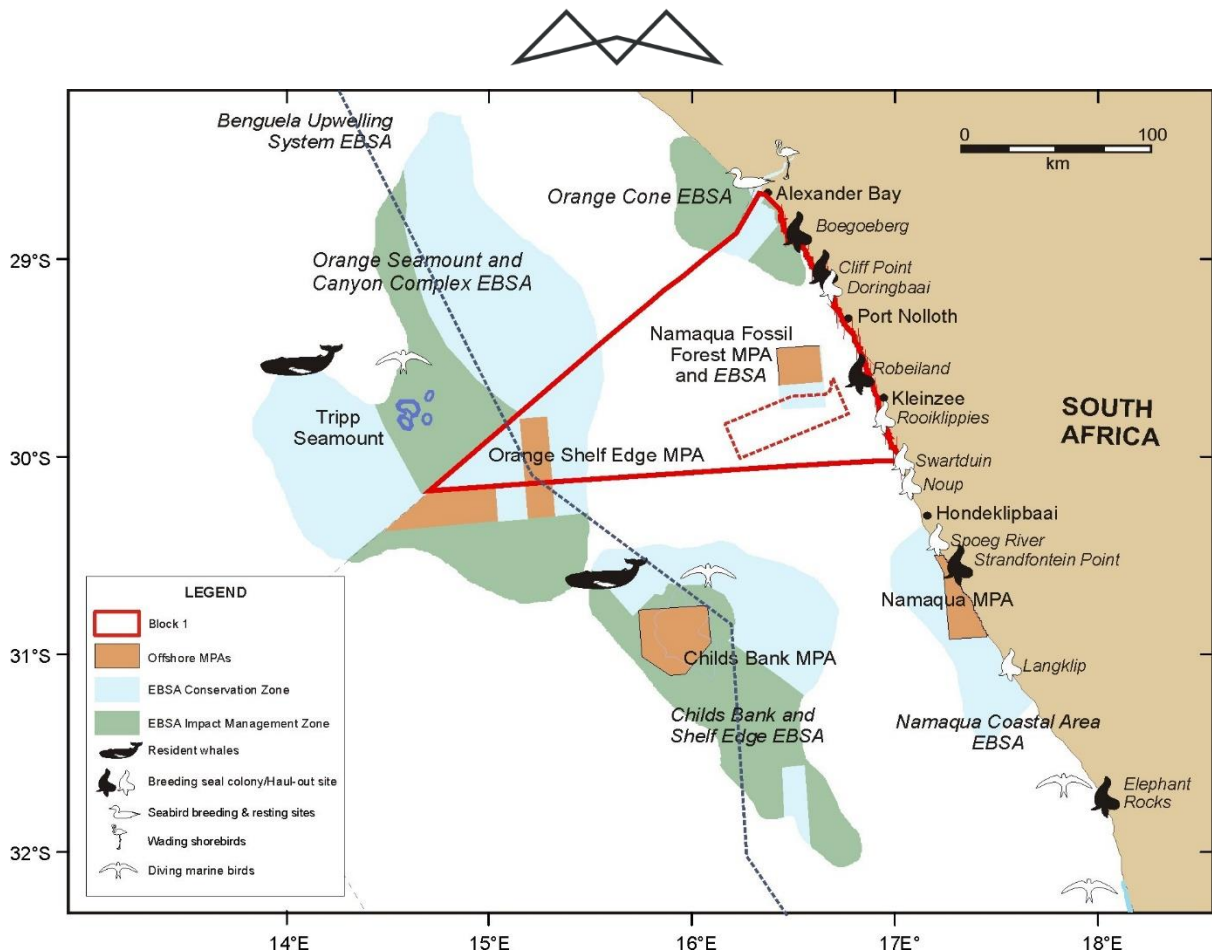 Benguela Upwelling
System EBSA
0
100
km
Orange Cone EBSA
Alexander Bay
Boegoeberg
29°S
Orange Seamount and
Canyon Complex EBSA
Cliff Point
Doringbaai
Port Nolloth
Namaqua Fossil
Forest MPA
and EBSA
Robeiland
Kleinzee
Rooiklippies
Tripp
Seamount
SOUTH
AFRICA
30°S
Orange Shelf Edge MPA
Swartduin
Noup
Hondeklipbaai
Spoeg River
Strandfontein Point
Namaqua MPA
LEGEND
Block 1
Offshore MPAs
EBSA Conservation Zone
EBSA Impact Management Zone
Resident whales
Breeding seal colony/Haul-out site
Seabird breeding & resting sites
Wading shorebirds
Diving marine birds
31°S
Childs Bank MPA
Langklip
Childs Bank and
Shelf Edge EBSA
Namaqua Coastal Area
EBSA
Elephant
Rocks
32°S
14°E
15°E
16°E
17E°
18°E